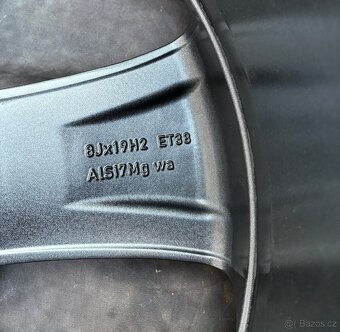 8Jx19H2 ET38
AlSi7Mg wa
© Bazos.cz